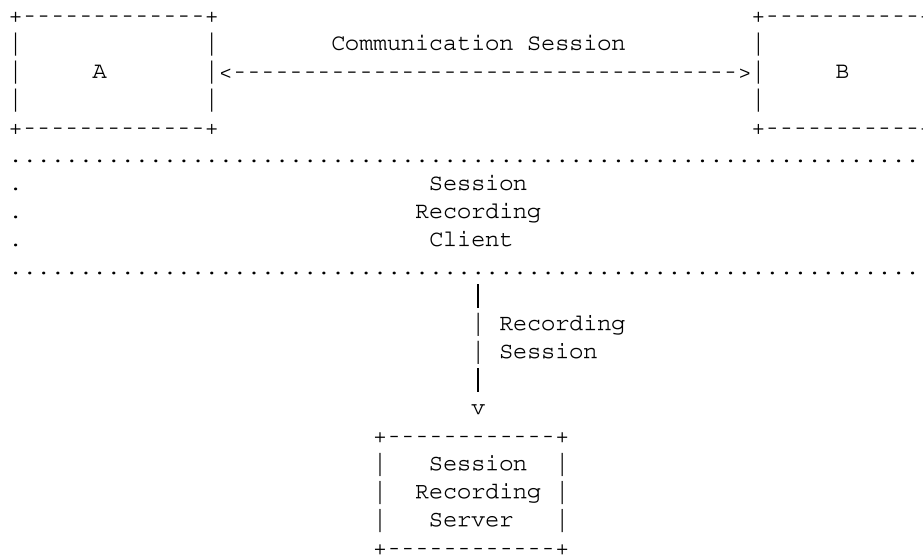 Communication Session
A B
Session
Recording
Client
Recording
Session
v
Session
Recording
Server